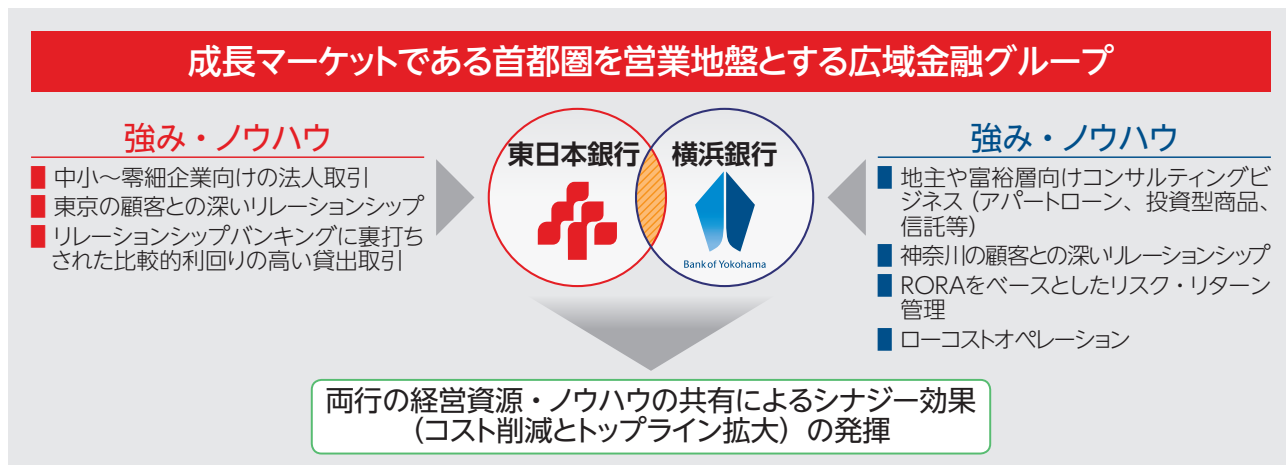 成長マーケットである首都圏を営業地盤とする広域金融グループ
強み・ノウハウ
中小～零細企業向けの法人取引
東京の顧客との深いリレーションシップ
リレーションシップバンキングに裏打ち
された比較的利回りの高い貸出取引
東日本銀行
横浜銀行
Bank of Yokohama
強み・ノウハウ
地主や富裕層向けコンサルティングビ
ジネス（アパートローン、投資型商品、
信託等）
神奈川の顧客との深いリレーションシップ
RORAをベースとしたリスク・リターン
管理
ローコストオペレーション
両行の経営資源・ノウハウの共有によるシナジー効果
（コスト削減とトップライン拡大）の発揮